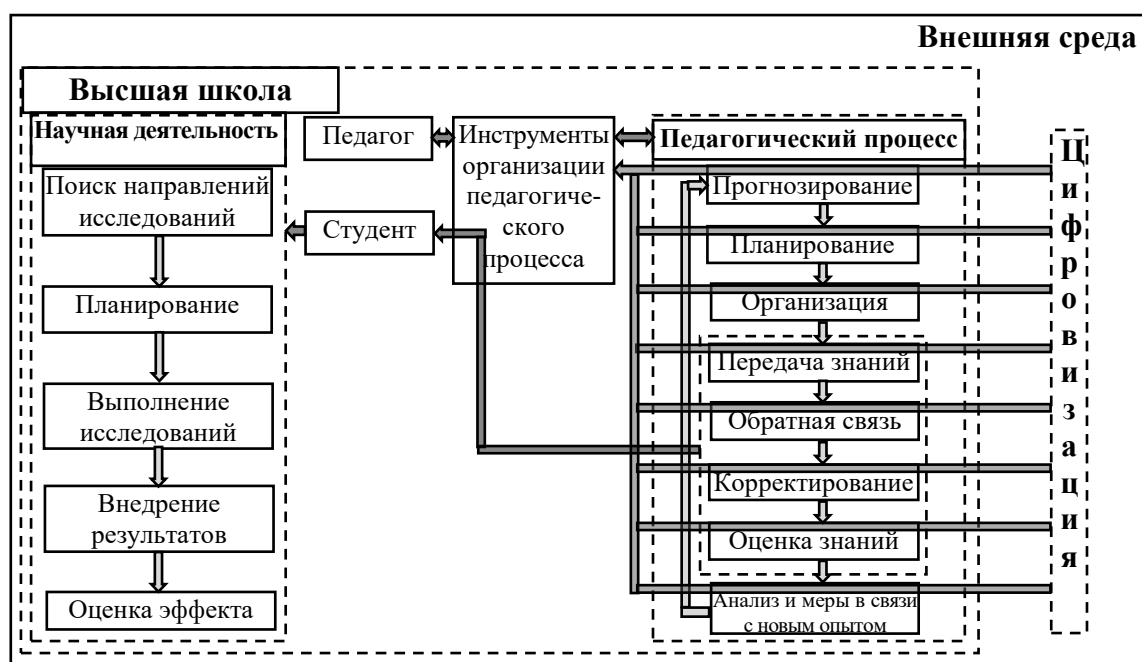 Внешняя среда
Высшая школа
Научная деятельность
Поиск направлений
исследований
Планирование
Выполнение
исследований
Внедрение
результатов
Оценка эффекта
Педагог
Студент
Инструменты
организации
педагогиче-
ского
процесса
Педагогический процесс
Прогнозирование
Планирование
Организация
Передача знаний
Обратная связь
Корректирование
Оценка знаний
Анализ и меры в связи
с новым опытом
Цифровизация